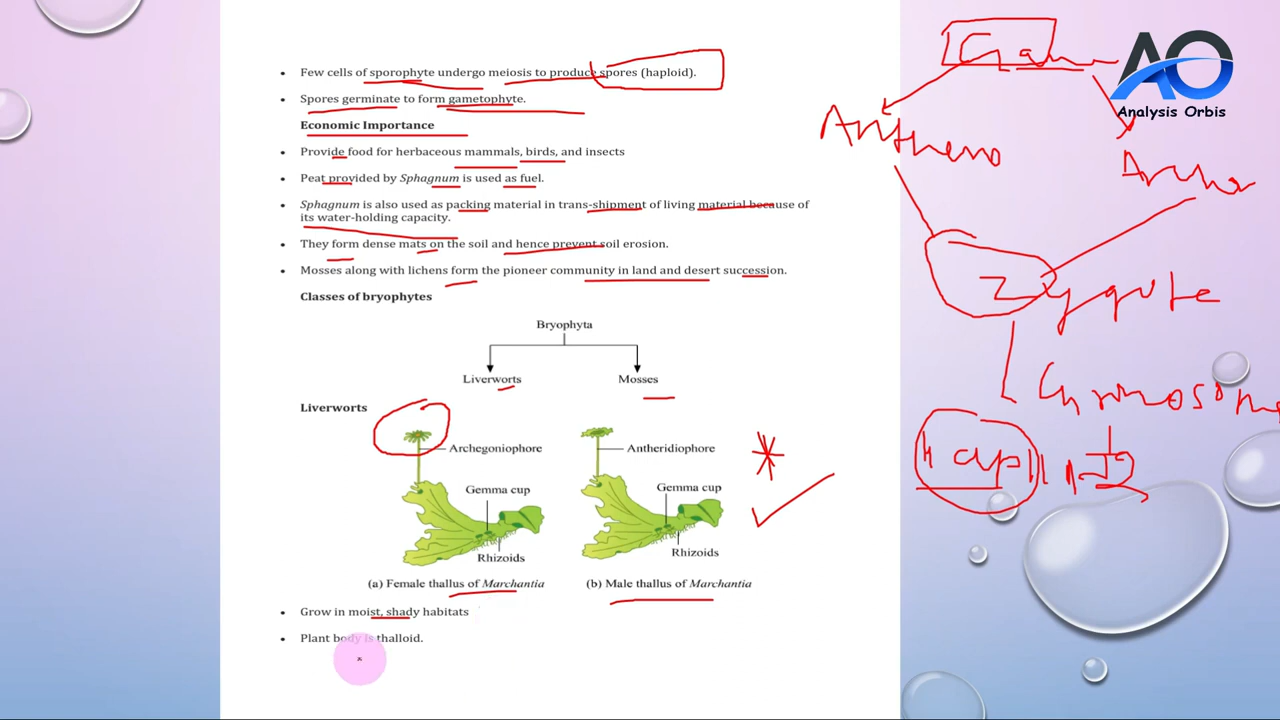 Few cells of sporophyte undergo meiosis to produce spores (haploid).
Spores germinate to form gametophyte.
Economic Importance
Provide food for herbaceous mammals, birds, and insects
Peat provided by Sphagnum is used as fuel.
Sphagnum is also used as packing material in trans-shipment of living material because of
its water-holding capacity.
They form dense mats on the soil and hence prevent soil erosion.
Mosses along with lichens form the pioneer community in land and desert succession.
Classes of bryophytes
Bryophyta
Liverworts
Mosses
Liverworts
Archegoniophore
Gemma cup
Rhizoids
(a) Female thallus of Marchantia
Antheridiophore
Gemma cup
Rhizoids
(b) Male thallus of Marchantia
Grow in moist, shady habitats
Plant body is thalloid.
AO
Analysis Orbis
Anthero
Zygote